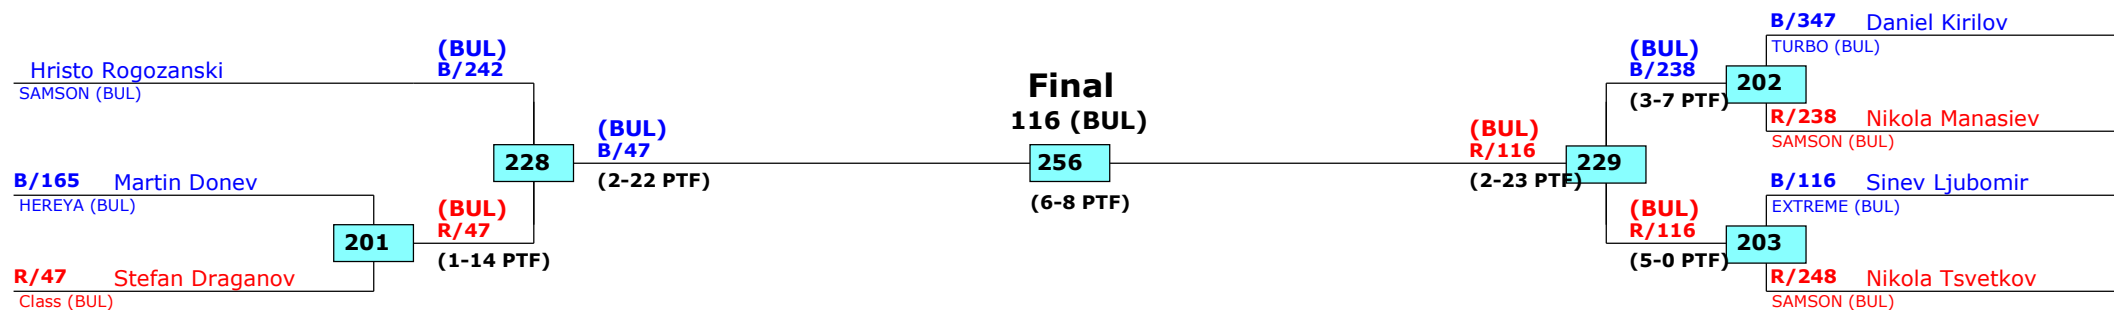 (BUL)
Hristo Rogozanski B/242
SAMSON (BUL)
B/165 Martin Donev
HEREYA (BUL)
201
R/47 Stefan Draganov
Class (BUL)
(BUL)
R/47
(1-14 PTF)
228
(BUL)
B/47
(2-22 PTF)
Final
116 (BUL)
256
(6-8 PTF)
(BUL)
R/116
(2-23 PTF)
229
(BUL)
B/238
(3-7 PTF)
202
B/347 Daniel Kirilov
TURBO (BUL)
R/238 Nikola Manasiev
SAMSON (BUL)
(BUL)
R/116
(5-0 PTF)
203
B/116 Sinev Ljubomir
EXTREME (BUL)
R/248 Nikola Tsvetkov
SAMSON (BUL)